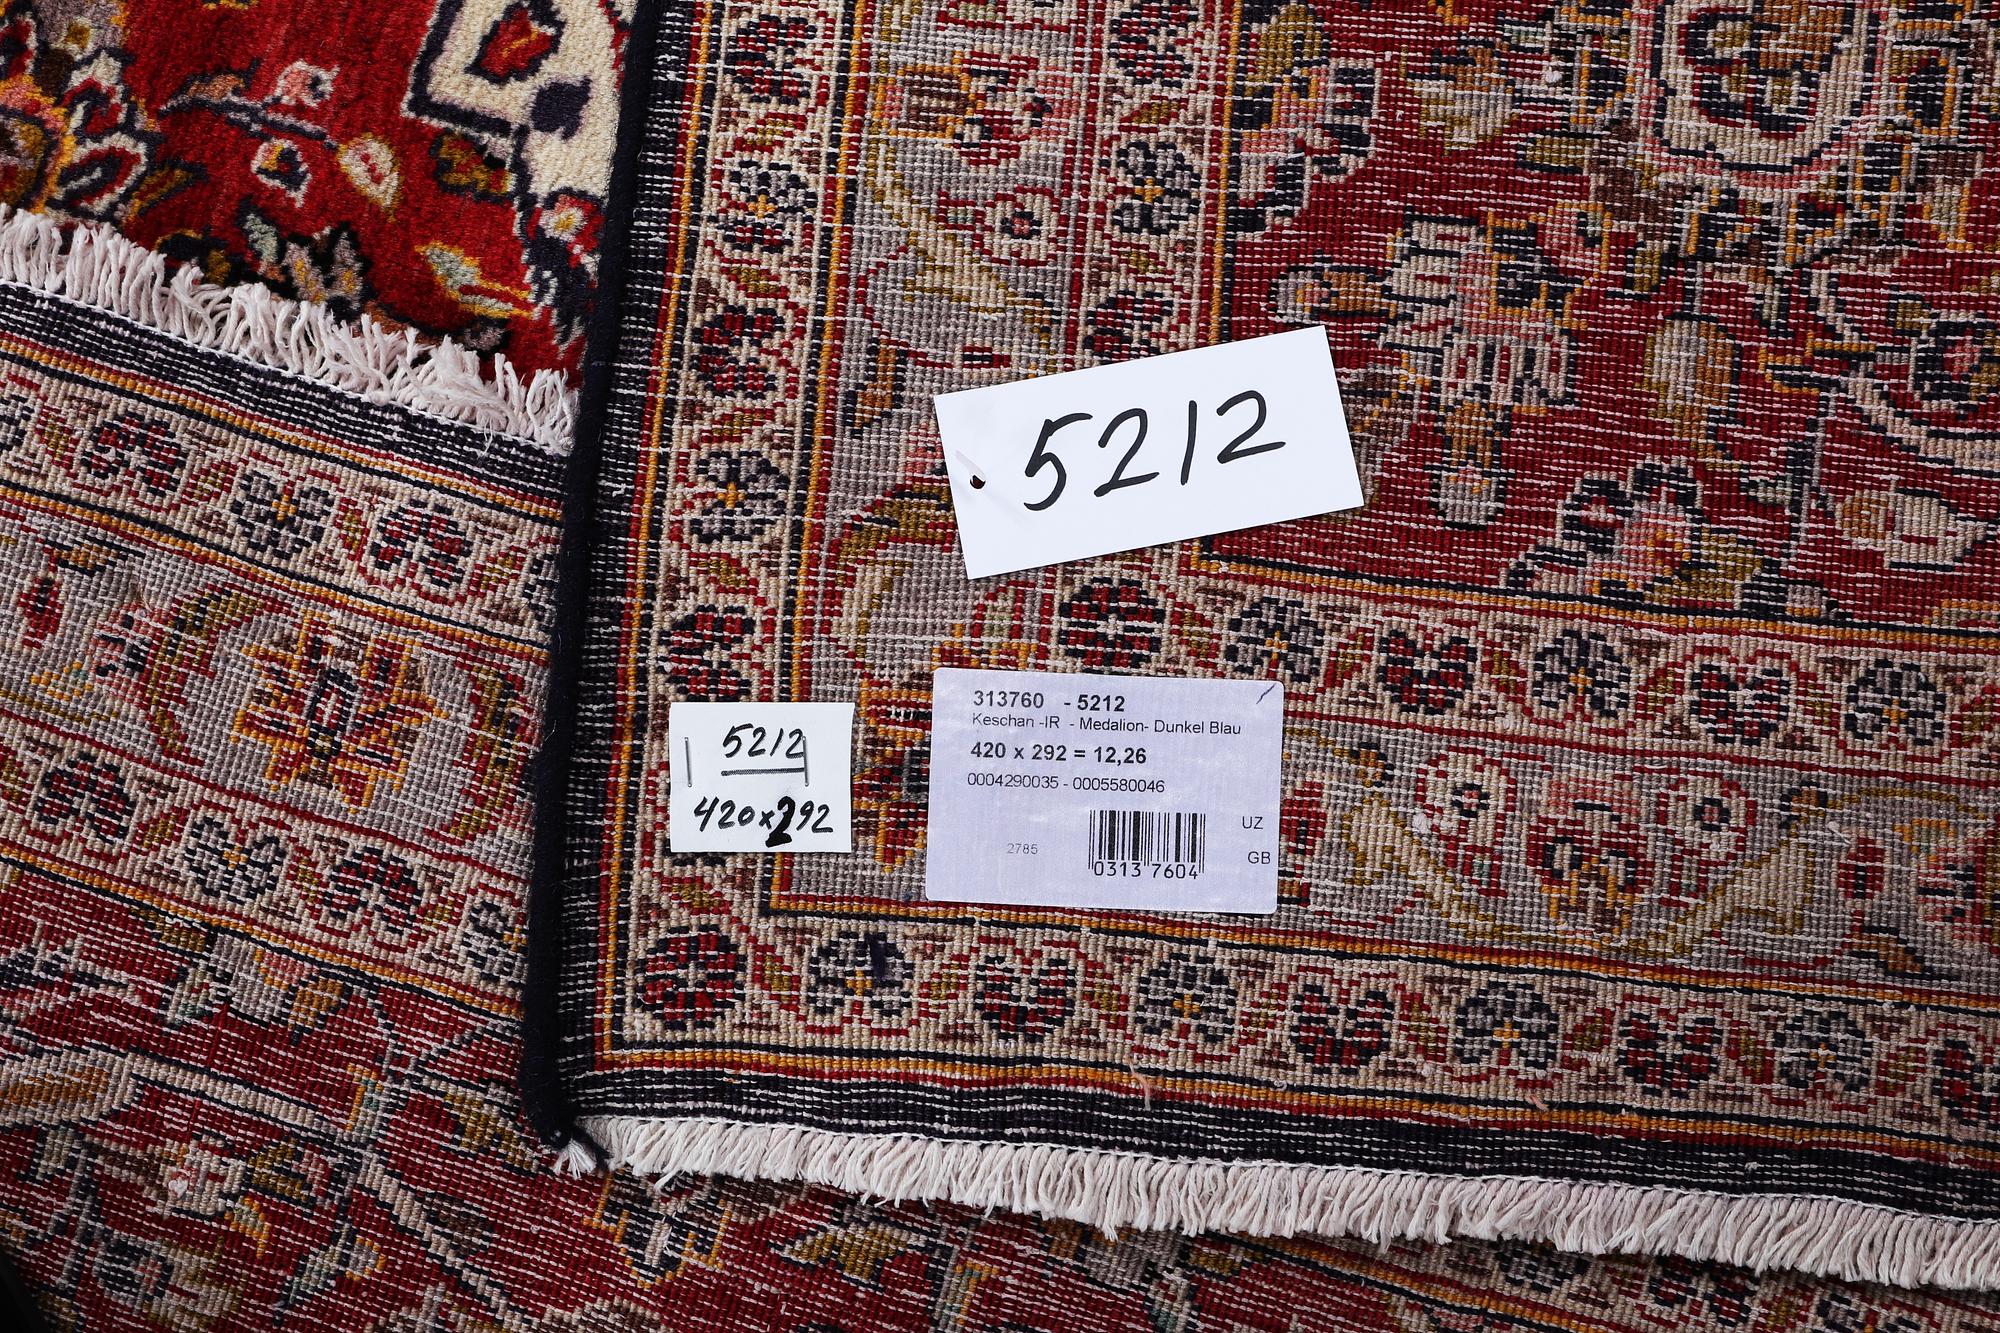 5212
5212
420x292
313760 - 5212
Keschan -IR - Medalion- Dunkel Blau
420 x 292 = 12,26
0004290035 - 0005580046
UZ
2785
GB
0313 7604